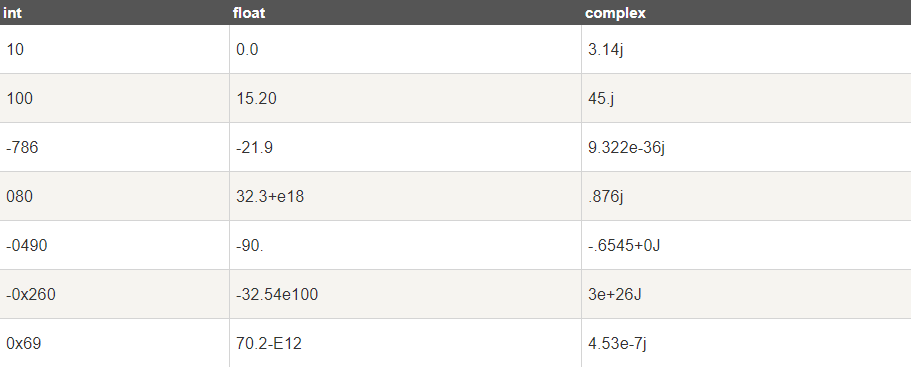 int float complex
10 0.0 3.14j
100 15.20 45.j
-786 -21.9 9.322e-36j
080 32.3+e18 .876j
-0490 -90. -.6545+0J
-0x260 -32.54e100 3e+26J
0x69 70.2-E12 4.53e-7j